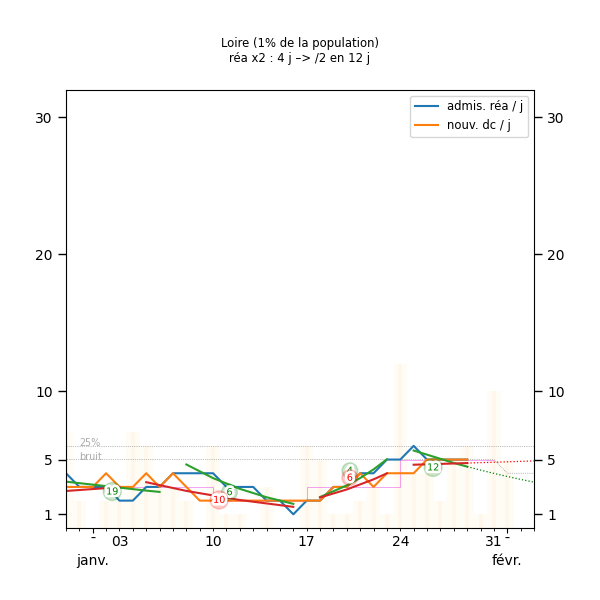 Loire (1% de la population)
réa x2 : 4 j –> /2 en 12 j
admis. réa / j
nouv. dc / j
30 30
20 20
10 10
25%
bruit
5 5
4
19 6 6 12
10
1 1
03 10 17 24 31
janv. févr.